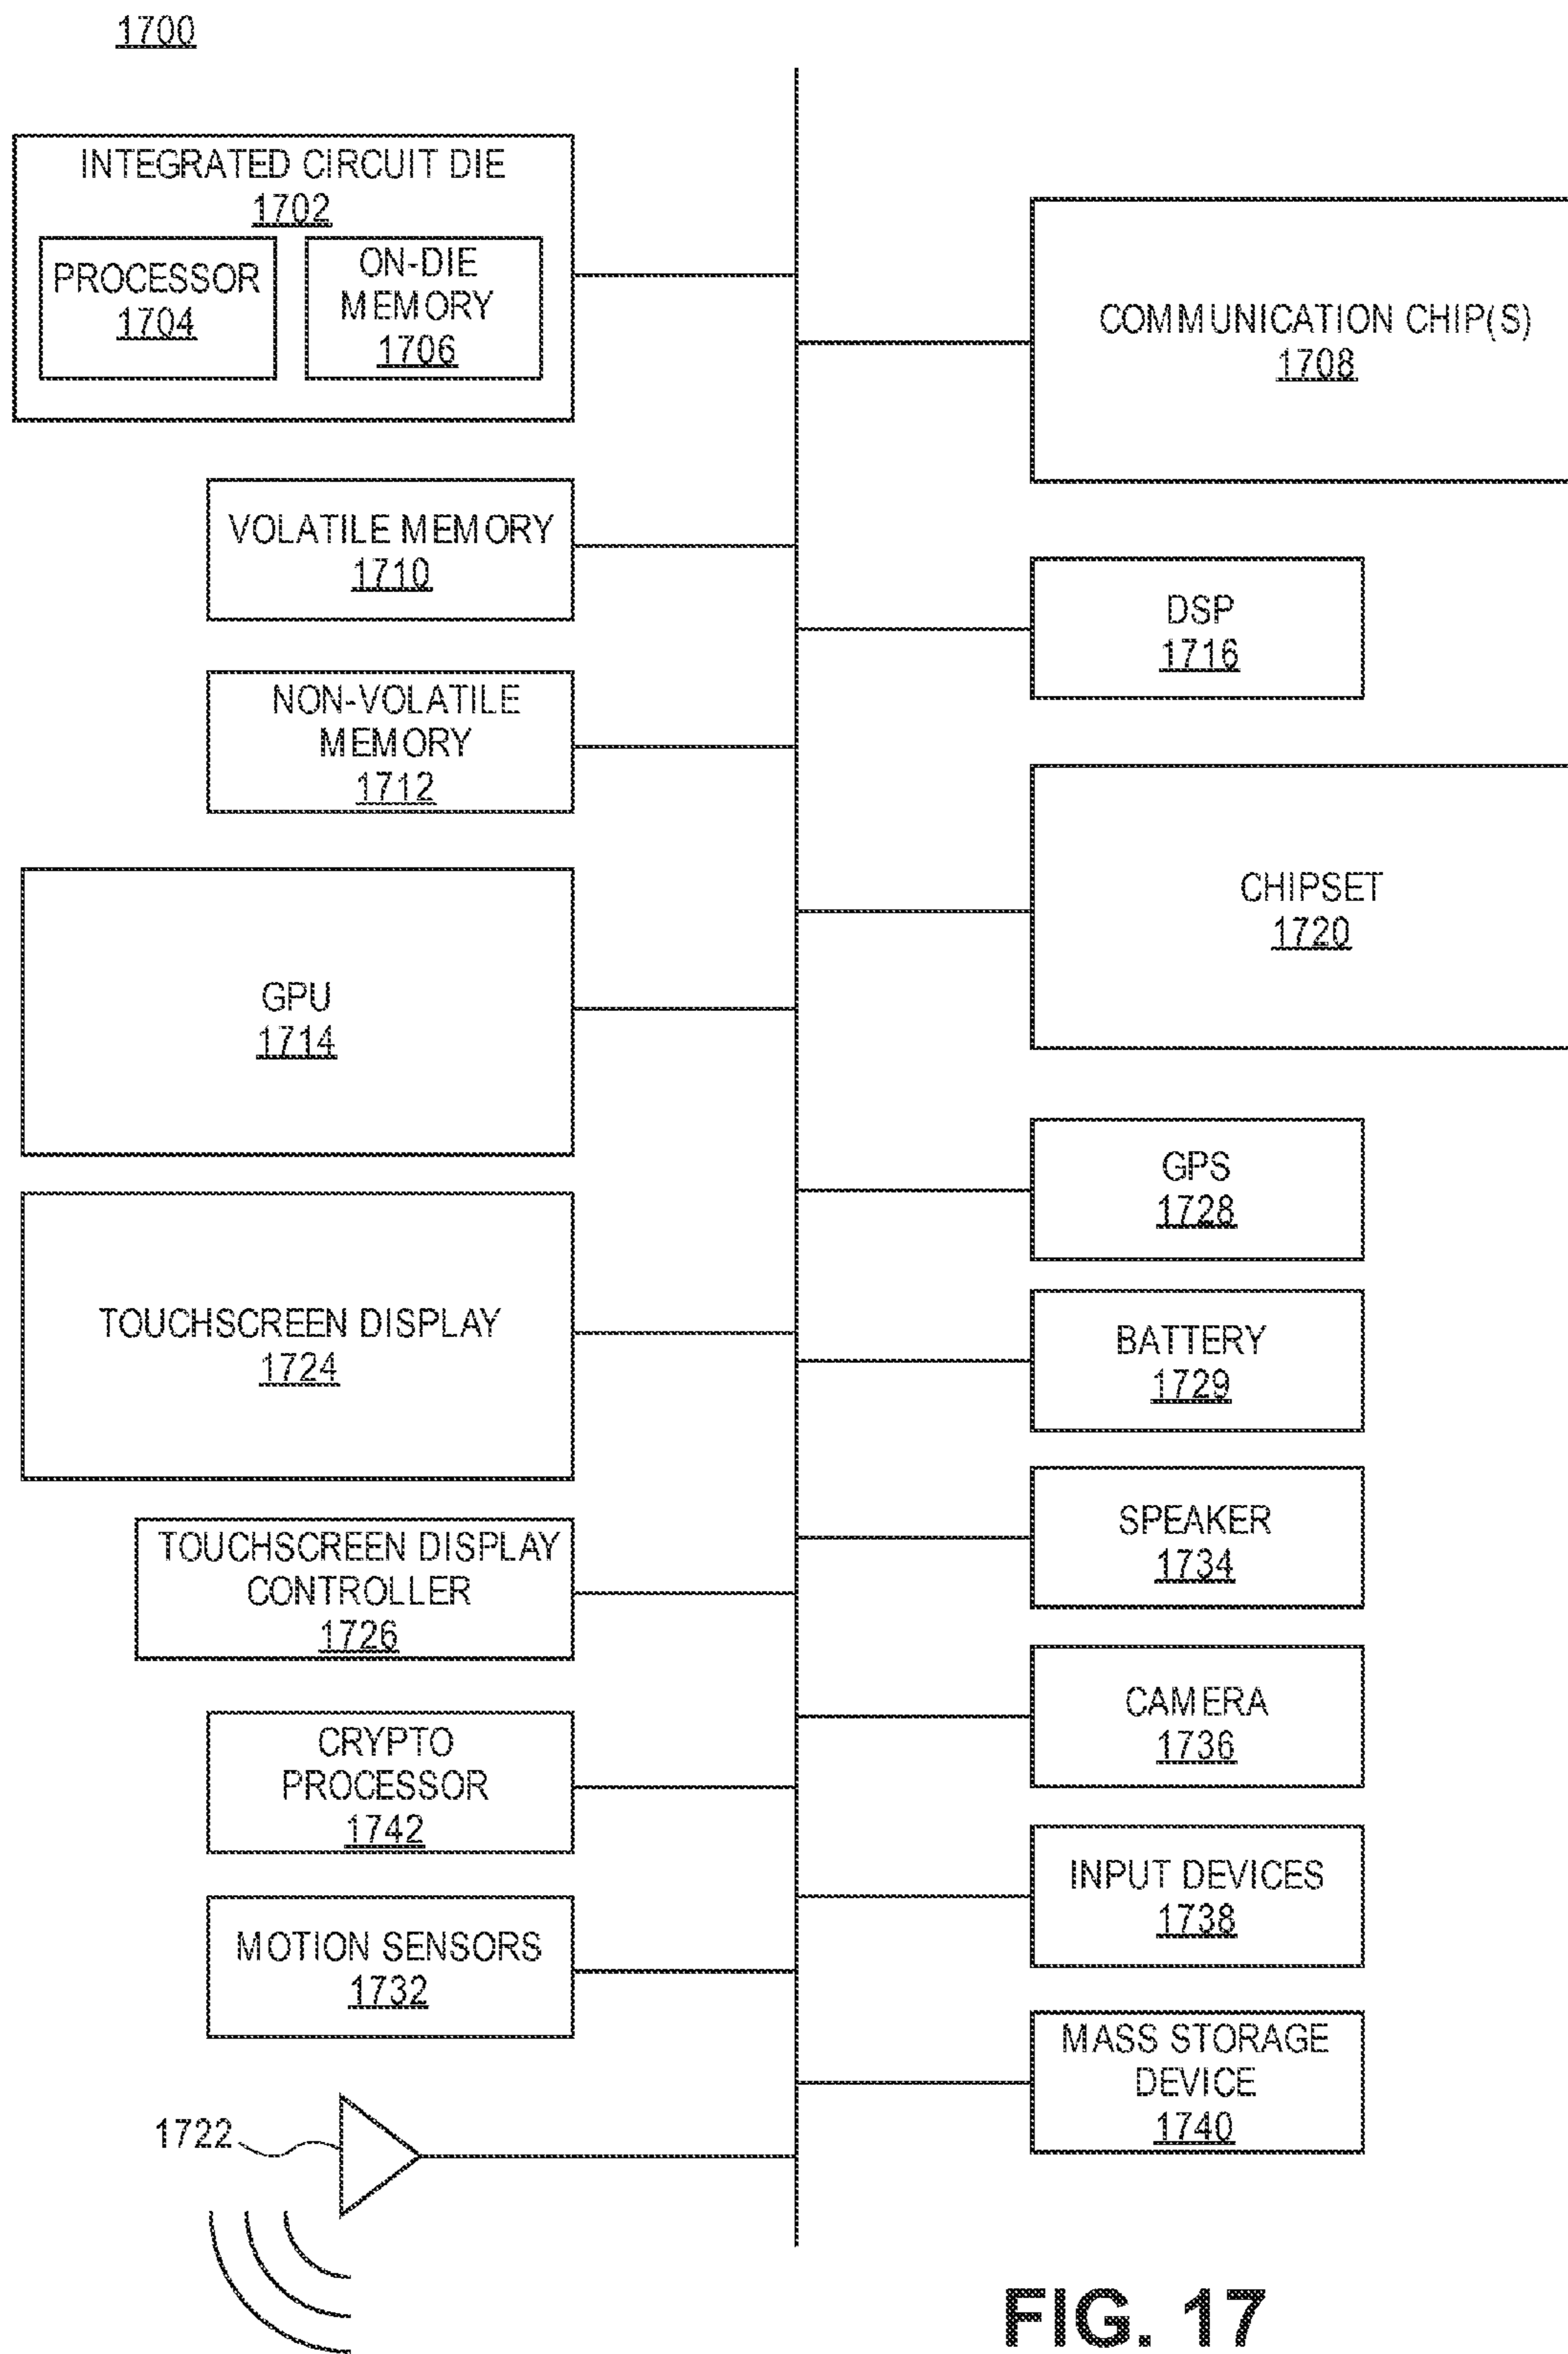 1700
INTEGRATED CIRCUIT DIE
1702
PROCESSOR
1704
ON-DIE
MEMORY
1706
COMMUNICATION CHIP(S)
1708
VOLATILE MEMORY
1710
DSP
1716
NON-VOLATILE
MEMORY
1712
CHIPSET
1720
GPU
1714
GPS
1728
TOUCHSCREEN DISPLAY
1724
BATTERY
1729
SPEAKER
1734
TOUCHSCREEN DISPLAY
CONTROLLER
1726
CAMERA
1736
CRYPTO
PROCESSOR
1742
INPUT DEVICES
1738
MOTION SENSORS
1732
MASS STORAGE
DEVICE
1740
1722
FIG. 17